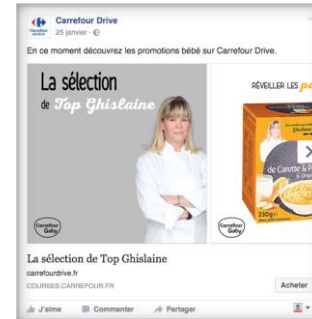 Carrefour Drive
25 janvier ·
En ce moment découvrez les promotions bébé sur Carrefour Drive.
La sélection
de Top Ghislaine
Carrefour
Baby
RÉVEILLER LES
de Carotte &
230g
Carrefour
Baby
La sélection de Top Ghislaine
carrefourdrive.fr
COURSES.CARREFOUR.FR
Acheter
J'aime
Commenter
Partager